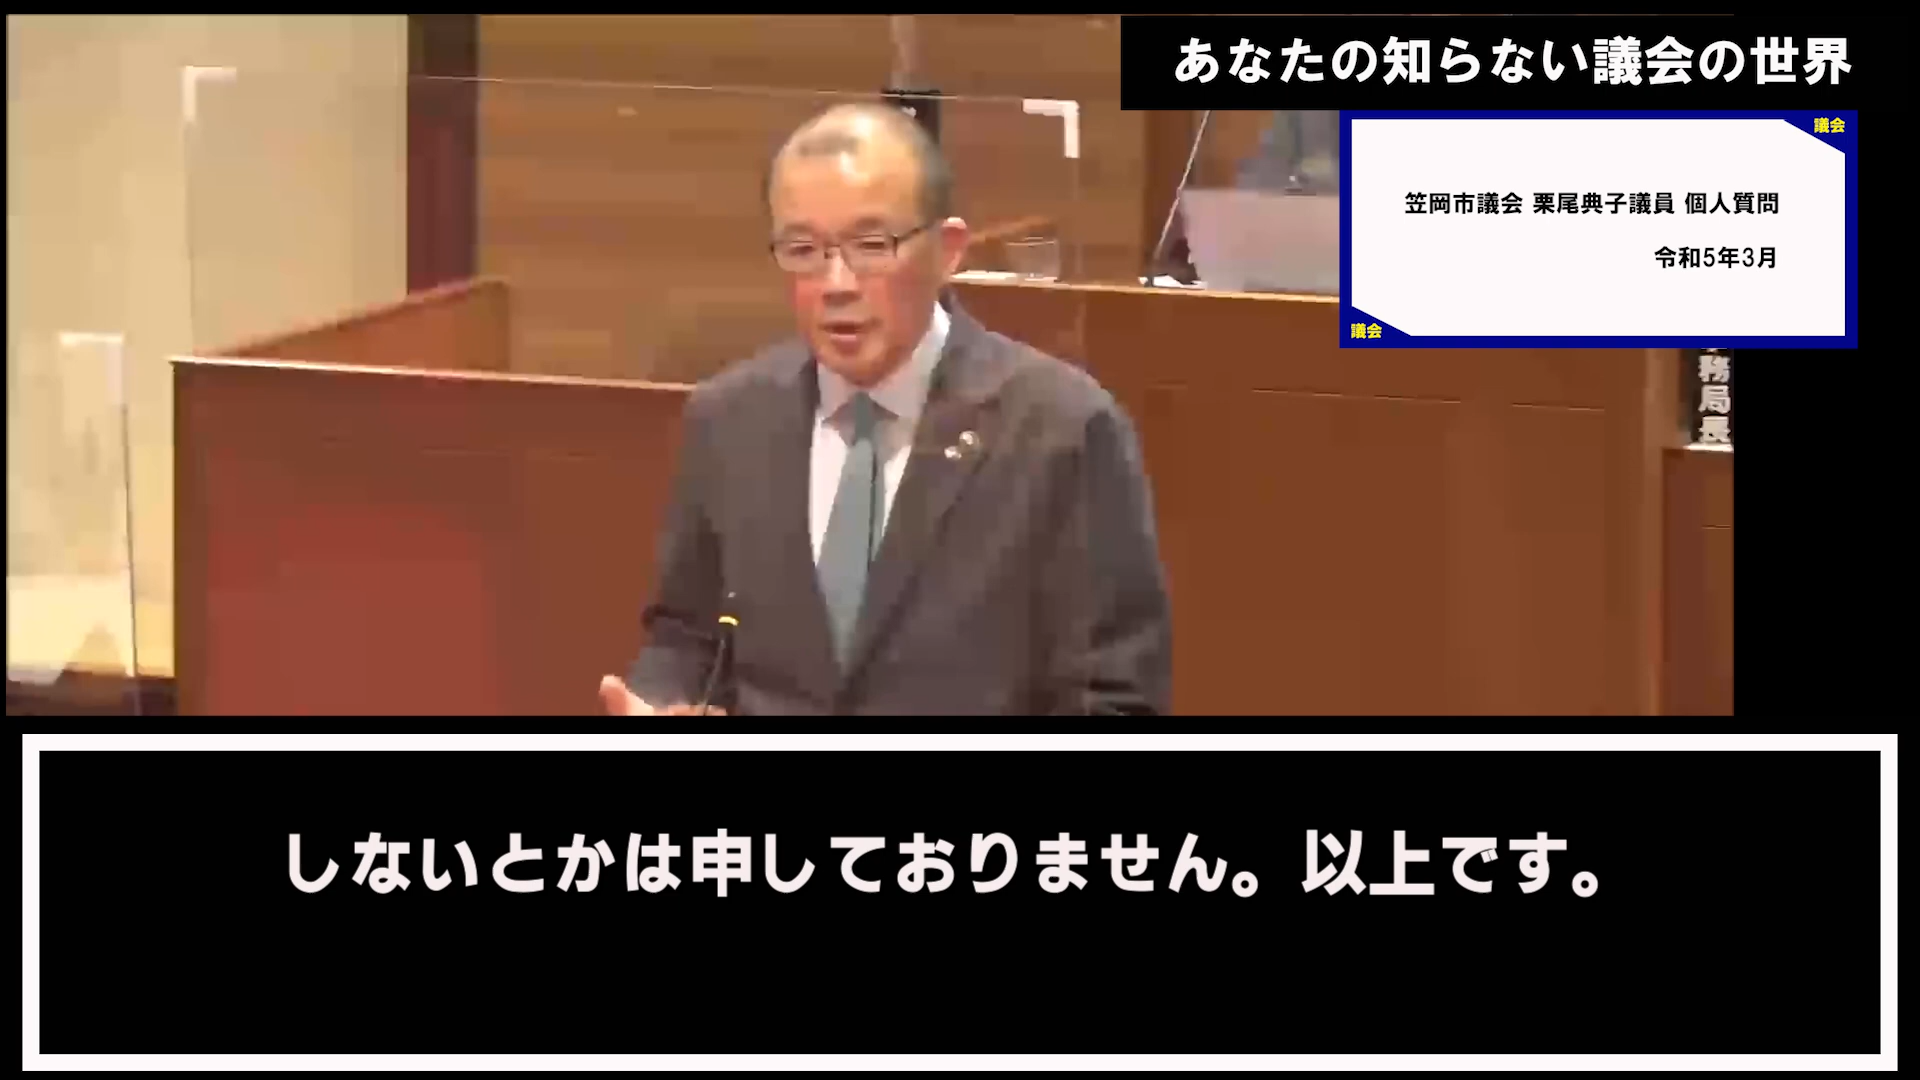 あなたの知らない議会の世界
議会
笠岡市議会 栗尾典子議員 個人質問
令和5年3月
議会
務局長
しないとかは申しておりません。以上です。